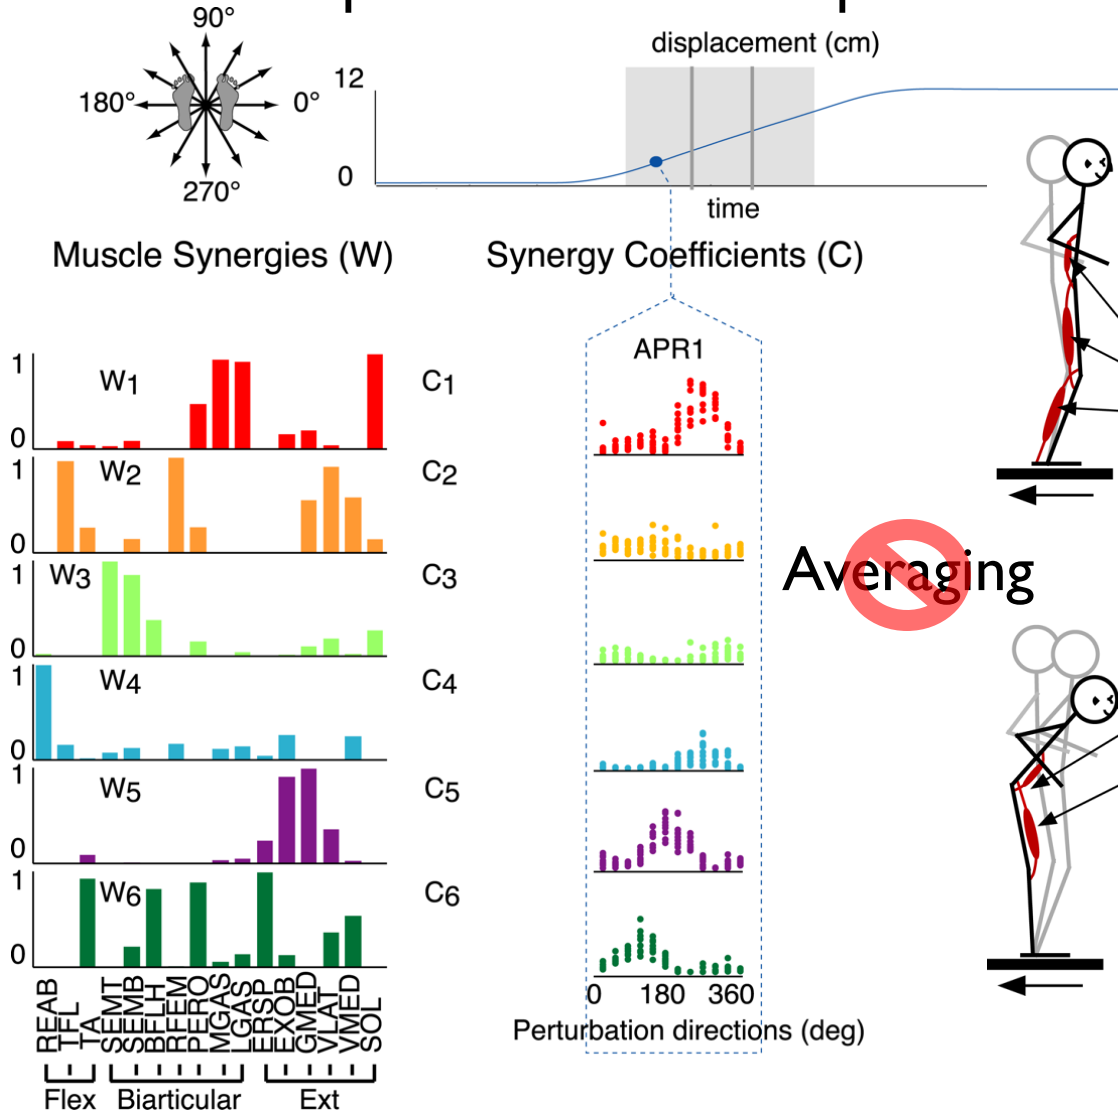 90°
displacement (cm)
12
180°
0°
0
270°
time
Muscle Synergies (W)
Synergy Coefficients (C)
APR1
1
W1
C1
0
1
W2
C2
0
1
W3
C3
0
Averaging
1
W4
C4
0
1
W5
C5
0
1
W6
C6
0
REAB
TFL
TA
SEMT
SEMB
BFLH
RFEM
PERO
MGAS
LGAS
ERSP
EXOB
GMED
VLAT
VMED
SOL
0 180 360
Perturbation directions (deg)
Flex Biarticular Ext